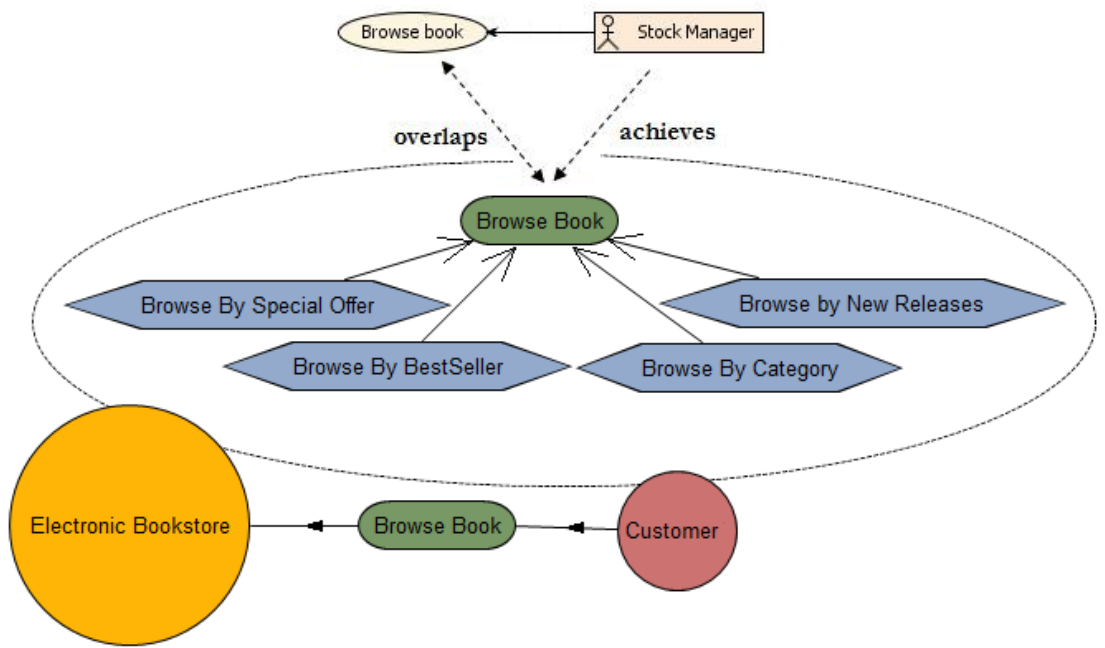 Browse book
Stock Manager
overlaps
achieves
Browse Book
Browse By Special Offer
Browse by New Releases
Browse By BestSeller
Browse By Category
Electronic Bookstore
Browse Book
Customer